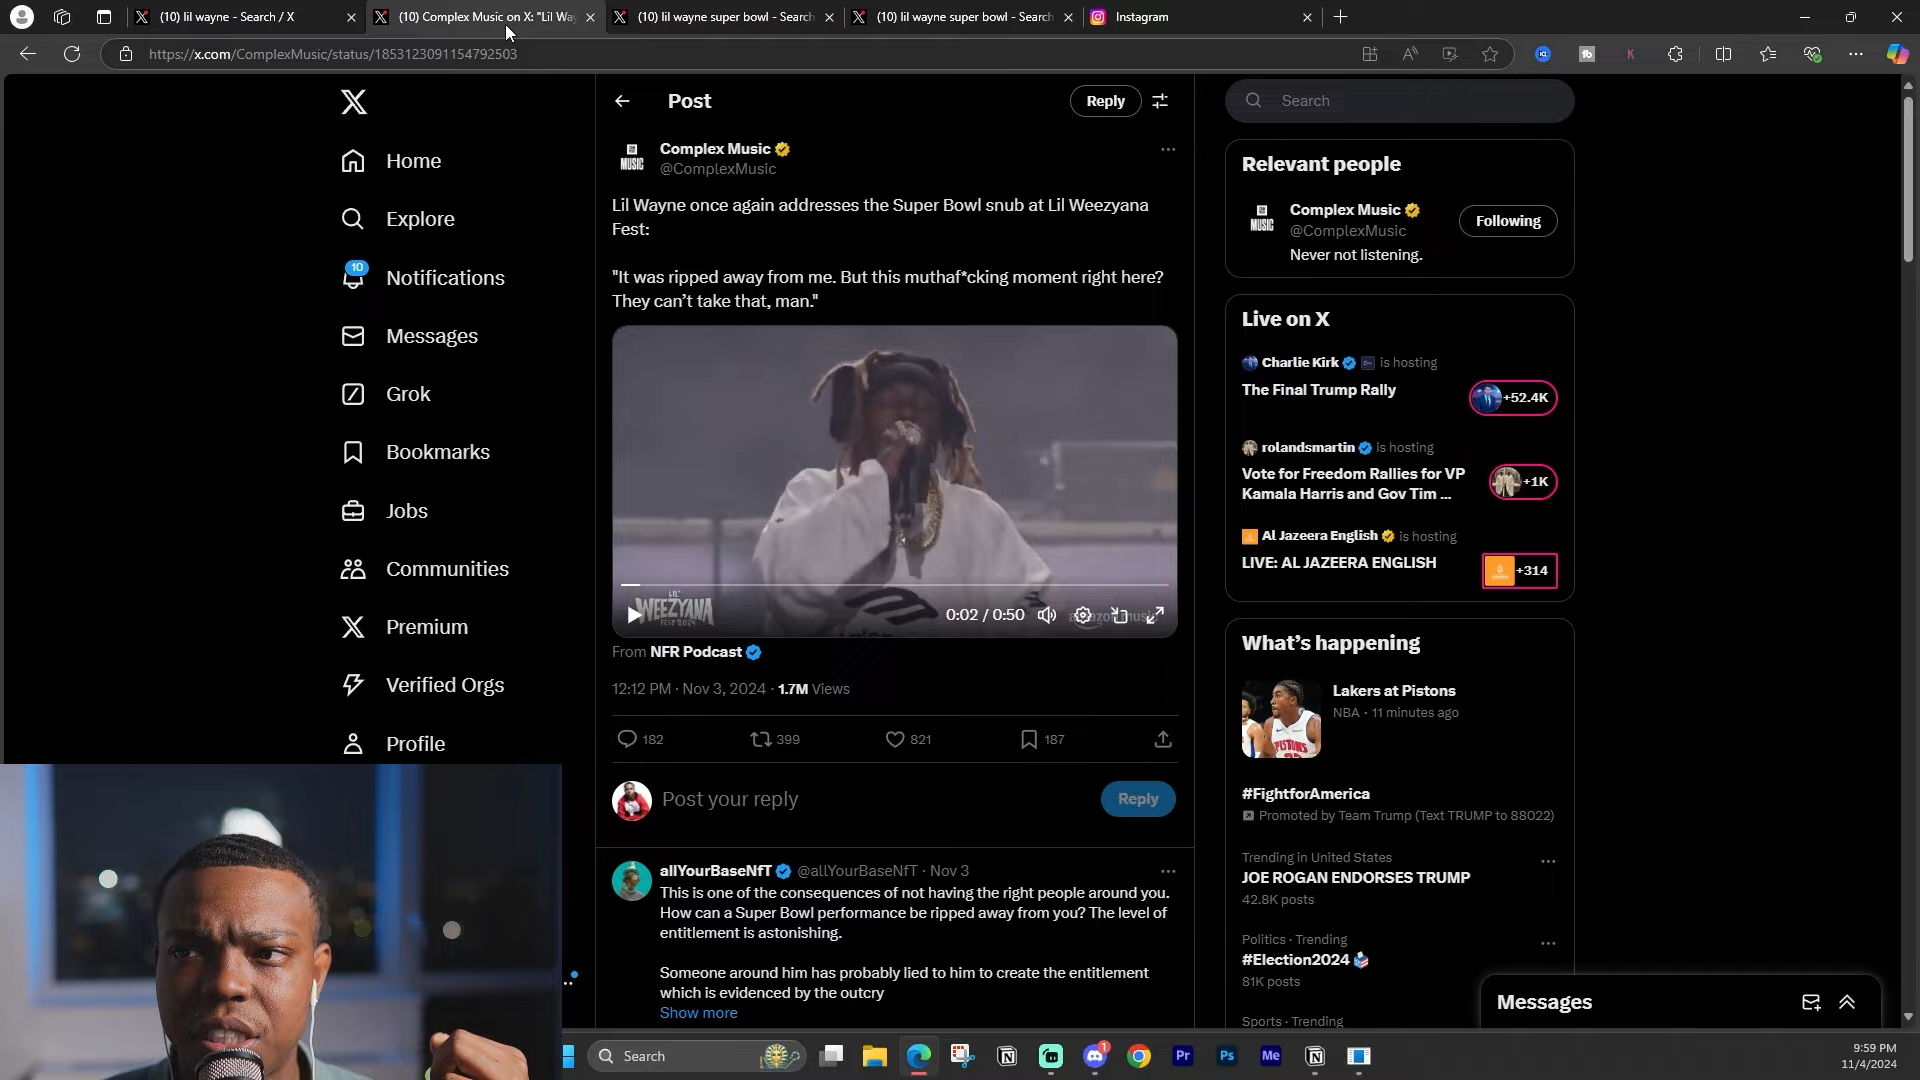 (10) lil wayne - Search / X
(10) Complex Music on X: "Lil Wa
(10) lil wayne super bowl - Search
(10) lil wayne super bowl - Search
Instagram
https://x.com/ComplexMusic/status/1853123091154792503
Post
Reply
Search
Home
Explore
10
Notifications
Messages
Grok
Bookmarks
Jobs
Communities
Premium
Verified Orgs
Profile
MUSIC
Complex Music
@ComplexMusic
Lil Wayne once again addresses the Super Bowl snub at Lil Weezyana
Fest:
"It was ripped away from me. But this muthaf*cking moment right here?
They can't take that, man."
LIL'
WEEZYANA
FEST 2024
0:02 / 0:50
amazon music
From NFR Podcast
12:12 PM · Nov 3, 2024 · 1.7M Views
182
399
821
187
Post your reply
Reply
allYourBaseNfT @allYourBaseNfT · Nov 3
This is one of the consequences of not having the right people around you.
How can a Super Bowl performance be ripped away from you? The level of
entitlement is astonishing.
Someone around him has probably lied to him to create the entitlement
which is evidenced by the outcry
Show more
Relevant people
MUSIC
Complex Music
@ComplexMusic
Following
Never not listening.
Live on X
Charlie Kirk is hosting
The Final Trump Rally
+52.4K
rolandsmartin is hosting
Vote for Freedom Rallies for VP
Kamala Harris and Gov Tim ...
+1K
Al Jazeera English is hosting
LIVE: AL JAZEERA ENGLISH
+314
What's happening
Lakers at Pistons
NBA · 11 minutes ago
PISTONS
#FightforAmerica
Promoted by Team Trump (Text TRUMP to 88022)
Trending in United States
JOE ROGAN ENDORSES TRUMP
42.8K posts
Politics · Trending
#Election2024
81K posts
Sports · Trending
Messages
Search
1
Pr
Ps
Me
9:59 PM
11/4/2024